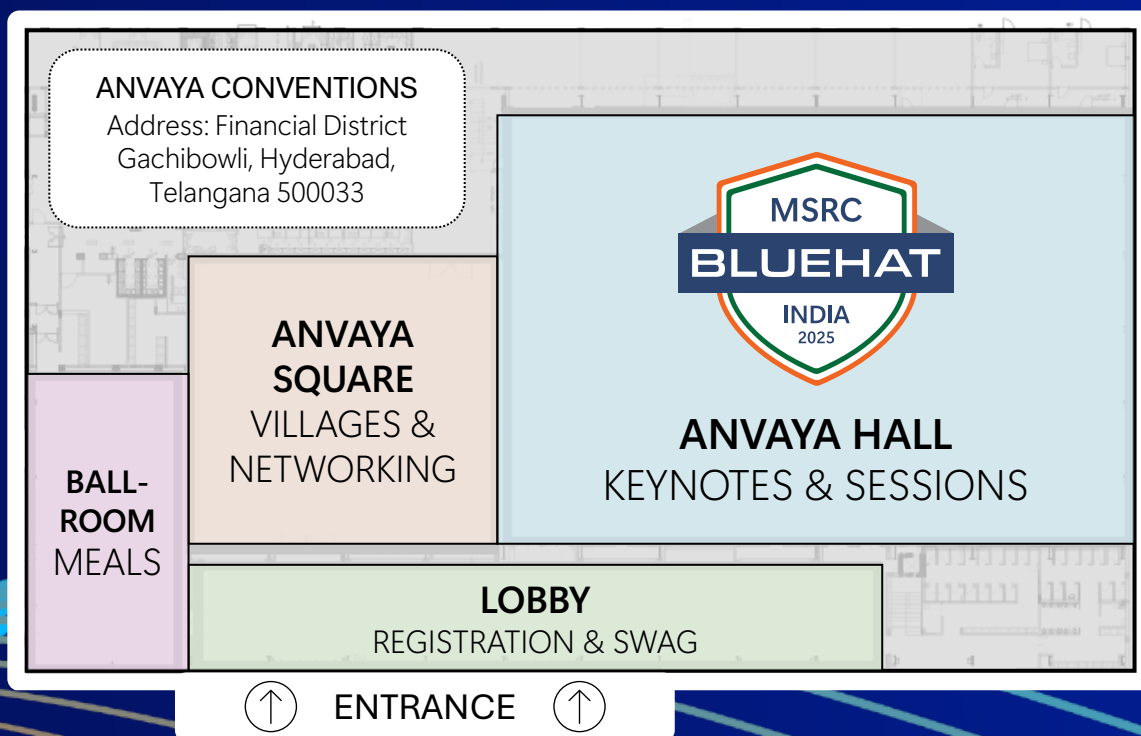 ANVAYA CONVENTIONS
Address: Financial District
Gachibowli, Hyderabad,
Telangana 500033
MSRC
BLUEHAT
INDIA
2025
ANVAYA
SQUARE
VILLAGES &
NETWORKING
ANVAYA HALL
KEYNOTES & SESSIONS
BALL-
ROOM
MEALS
LOBBY
REGISTRATION & SWAG
ENTRANCE